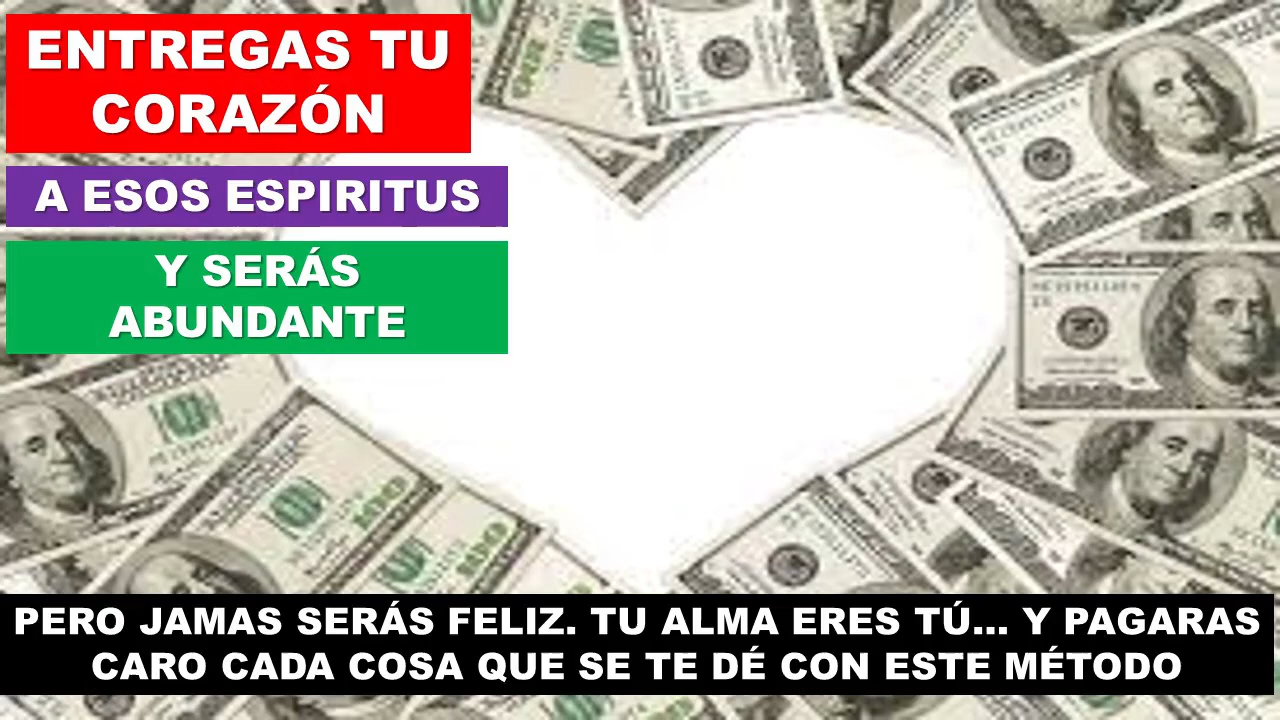 ENTREGAS TU
CORAZÓN
A ESOS ESPIRITUS
Y SERÁS
ABUNDANTE
PERO JAMAS SERÁS FELIZ. TU ALMA ERES TÚ... Y PAGARAS
CARO CADA COSA QUE SE TE DÉ CON ESTE MÉTODO